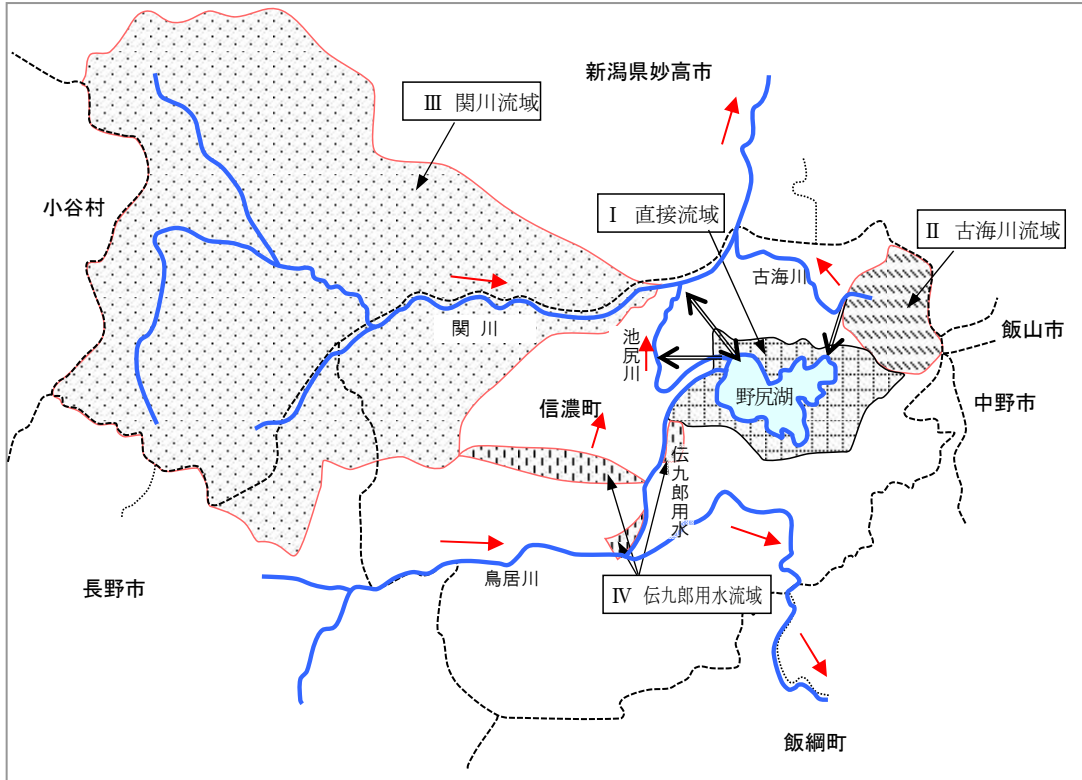 新潟県妙高市
Ⅲ 関川流域
小谷村
Ⅰ 直接流域
Ⅱ 古海川流域
古海川
飯山市
関川
池尻川
野尻湖
中野市
信濃町
伝九郎用水
鳥居川
長野市
Ⅳ 伝九郎用水流域
飯綱町